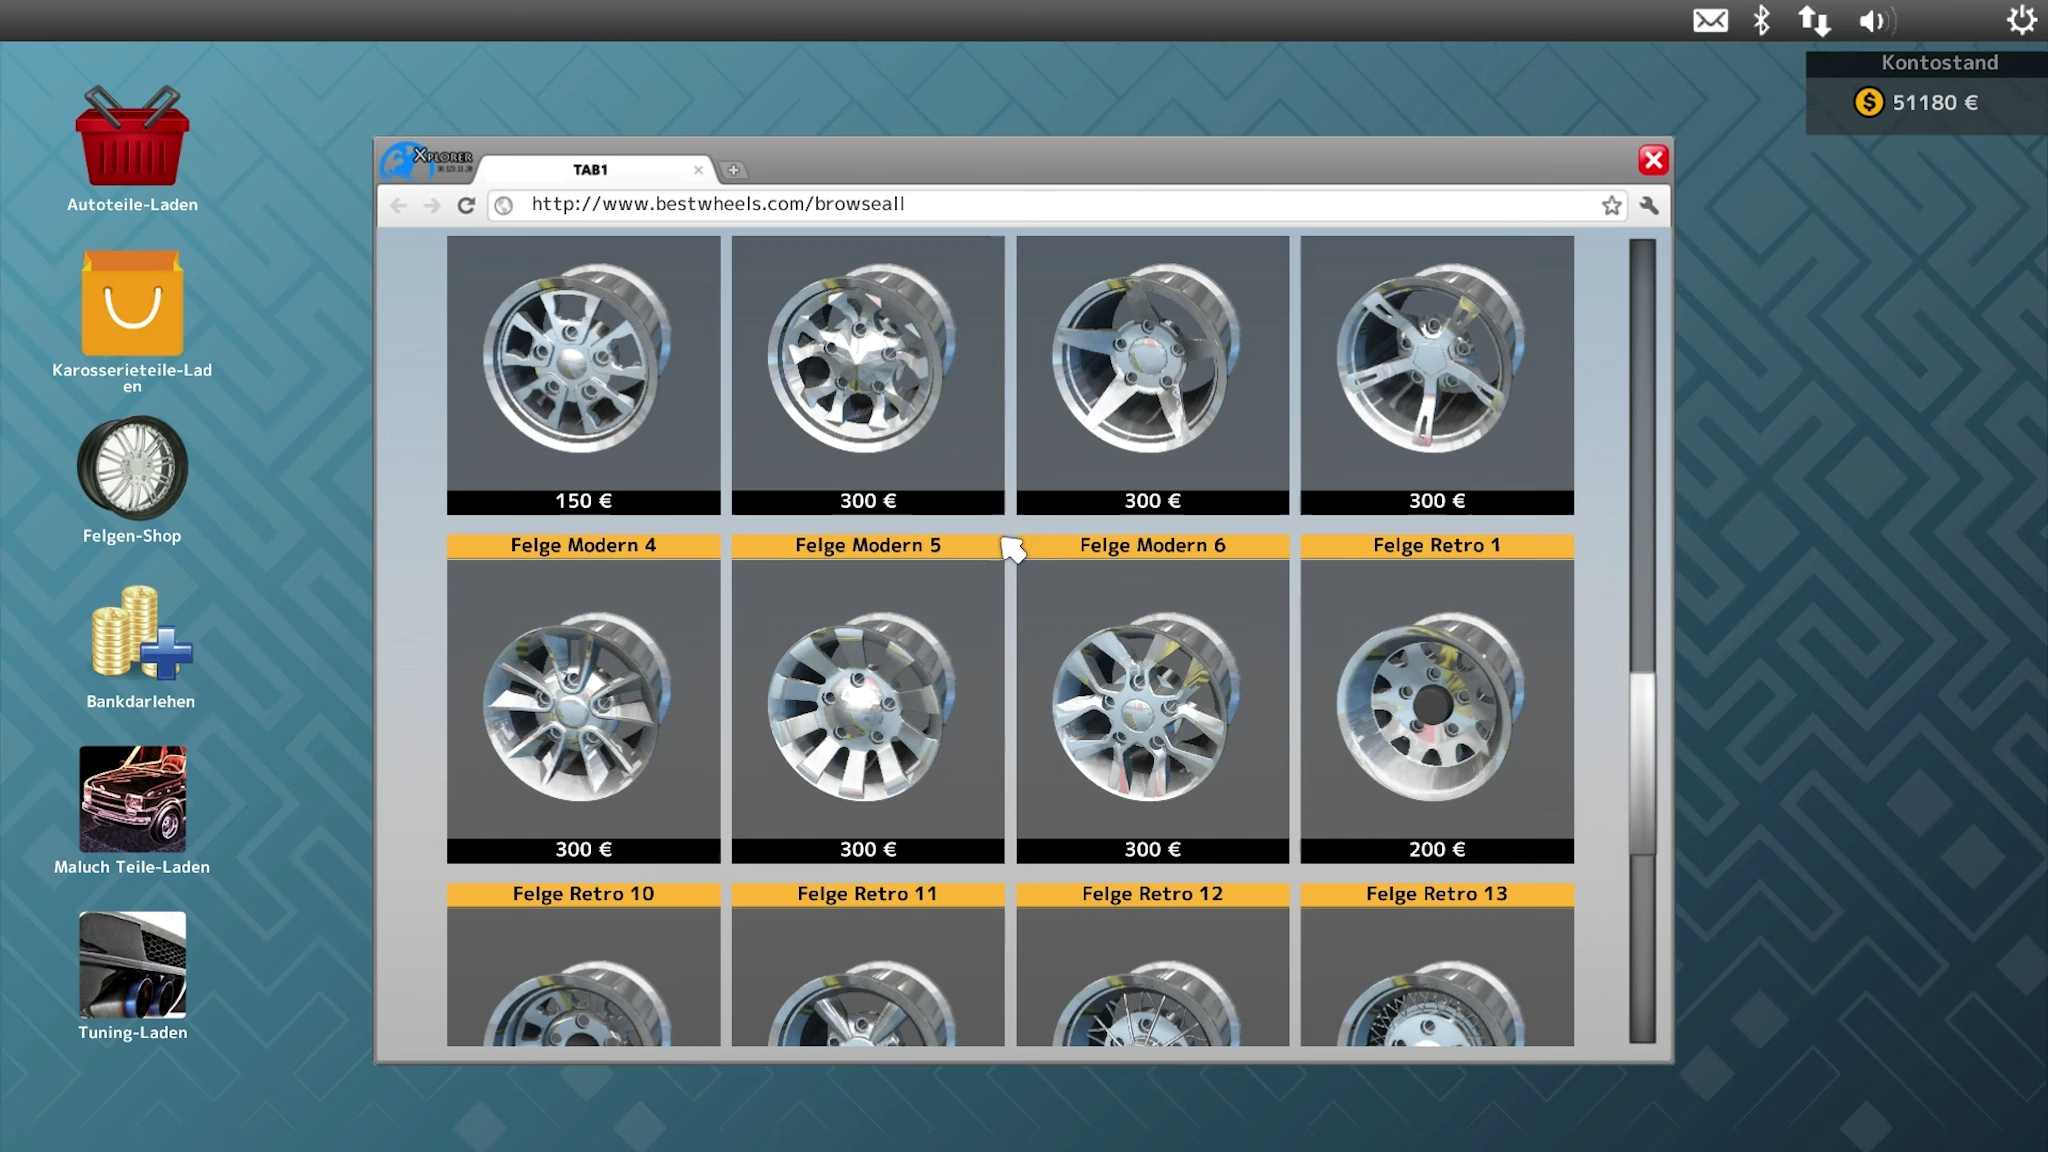 Kontostand
51180 €
XPLORER
TAB1
http://www.bestwheels.com/browseall
Autoteile-Laden
Karosserieteile-Lad
en
Felgen-Shop
Bankdarlehen
Maluch Teile-Laden
Tuning-Laden
150 €
300 €
300 €
300 €
Felge Modern 4
Felge Modern 5
Felge Modern 6
Felge Retro 1
300 €
300 €
300 €
200 €
Felge Retro 10
Felge Retro 11
Felge Retro 12
Felge Retro 13